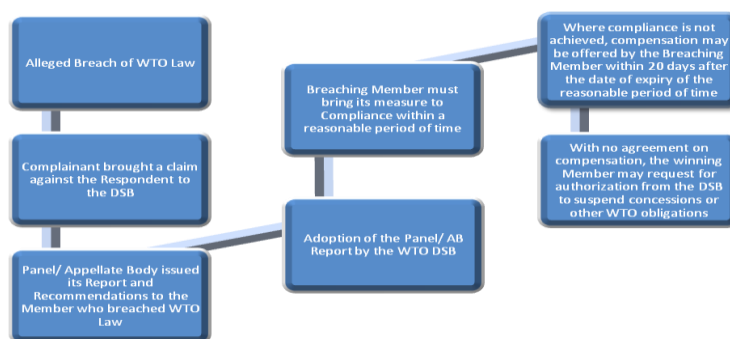 Alleged Breach of WTO Law
Complainant brought a claim
against the Respondent to
the DSB
Panel/ Appellate Body issued
its Report and
Recommendations to the
Member who breached WTO
Law
Adoption of the Panel/ AB
Report by the WTO DSB
Breaching Member must
bring its measure to
Compliance within a
reasonable period of time
Where compliance is not
achieved, compensation may
be offered by the Breaching
Member within 20 days after
the date of expiry of the
reasonable period of time
With no agreement on
compensation, the winning
Member may request for
authorization from the DSB
to suspend concessions or
other WTO obligations